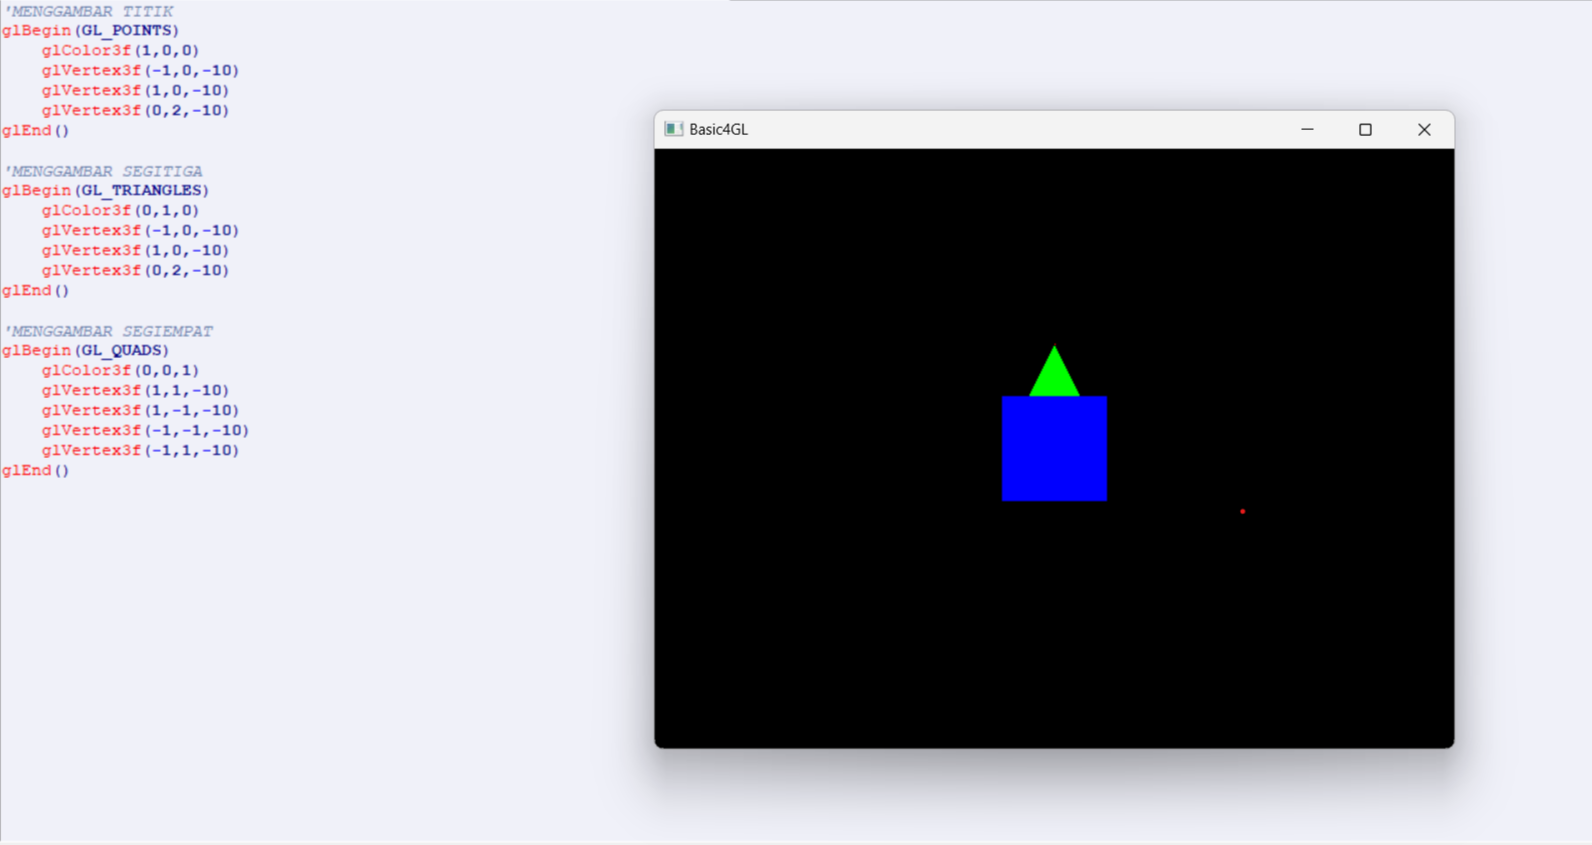 'MENGGAMBAR TITIK
glBegin(GL_POINTS)
glColor3f(1,0,0)
glVertex3f(-1,0,-10)
glVertex3f(1,0,-10)
glVertex3f(0,2,-10)
glEnd()
'MENGGAMBAR SEGITIGA
glBegin(GL_TRIANGLES)
glColor3f(0,1,0)
glVertex3f(-1,0,-10)
glVertex3f(1,0,-10)
glVertex3f(0,2,-10)
glEnd()
'MENGGAMBAR SEGIEMPAT
glBegin(GL_QUADS)
glColor3f(0,0,1)
glVertex3f(1,1,-10)
glVertex3f(1,-1,-10)
glVertex3f(-1,-1,-10)
glVertex3f(-1,1,-10)
glEnd()
Basic4GL